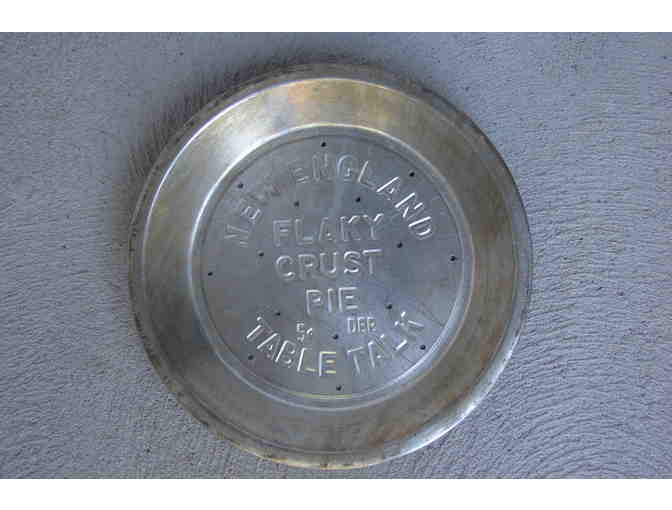 NEW ENGLAND
FLAKY
CRUST
PIE
5¢ DEP.
TABLE TALK